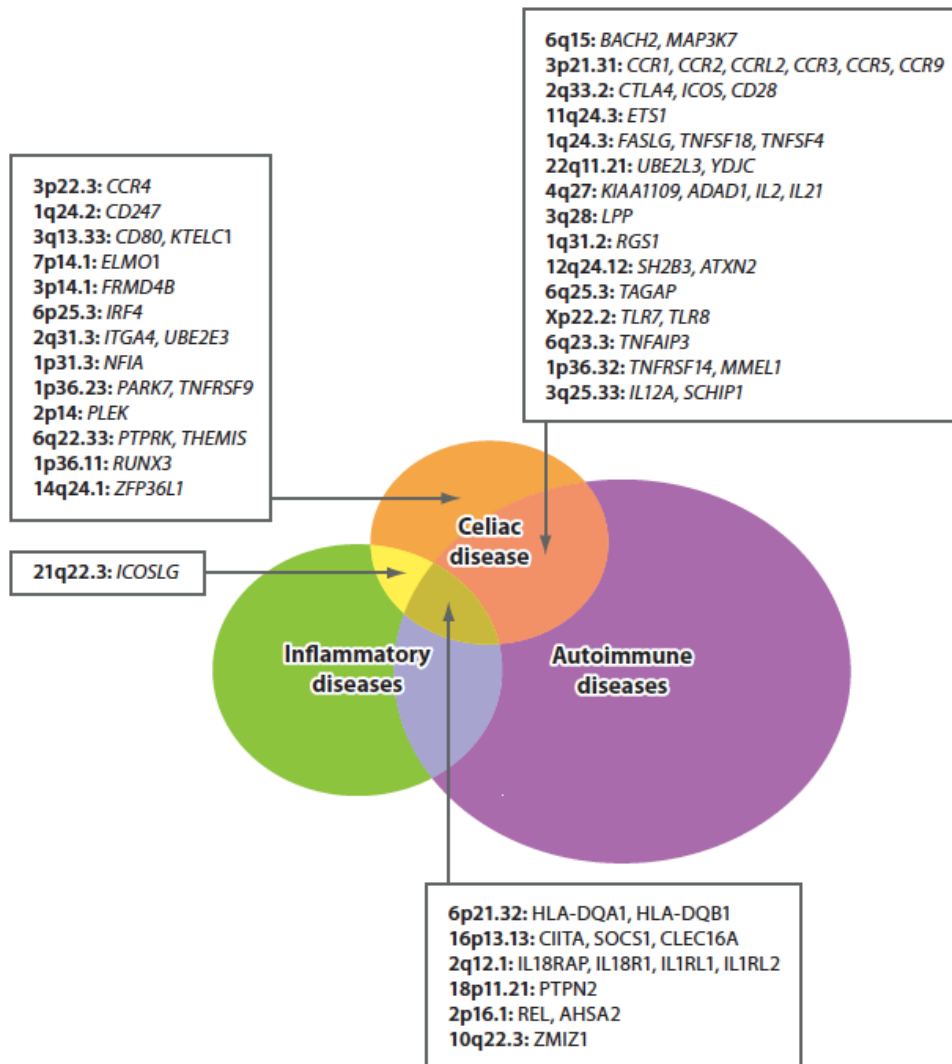 6q15: BACH2, MAP3K7
3p21.31: CCR1, CCR2, CCRL2, CCR3, CCR5, CCR9
2q33.2: CTLA4, ICOS, CD28
11q24.3: ETS1
1q24.3: FASLG, TNFSF18, TNFSF4
22q11.21: UBE2L3, YDJC
4q27: KIAA1109, ADAD1, IL2, IL21
3q28: LPP
1q31.2: RGS1
12q24.12: SH2B3, ATXN2
6q25.3: TAGAP
Xp22.2: TLR7, TLR8
6q23.3: TNFAIP3
1p36.32: TNFRSF14, MMEL1
3q25.33: IL12A, SCHIP1
3p22.3: CCR4
1q24.2: CD247
3q13.33: CD80, KTELC1
7p14.1: ELMO1
3p14.1: FRMD4B
6p25.3: IRF4
2q31.3: ITGA4, UBE2E3
1p31.3: NFIA
1p36.23: PARK7, TNFRSF9
2p14: PLEK
6q22.33: PTPRK, THEMIS
1p36.11: RUNX3
14q24.1: ZFP36L1
Celiac
disease
21q22.3: ICOSLG
Inflammatory
diseases
Autoimmune
diseases
6p21.32: HLA-DQA1, HLA-DQB1
16p13.13: CIITA, SOCS1, CLEC16A
2q12.1: IL18RAP, IL18R1, IL1RL1, IL1RL2
18p11.21: PTPN2
2p16.1: REL, AHSA2
10q22.3: ZMIZ1